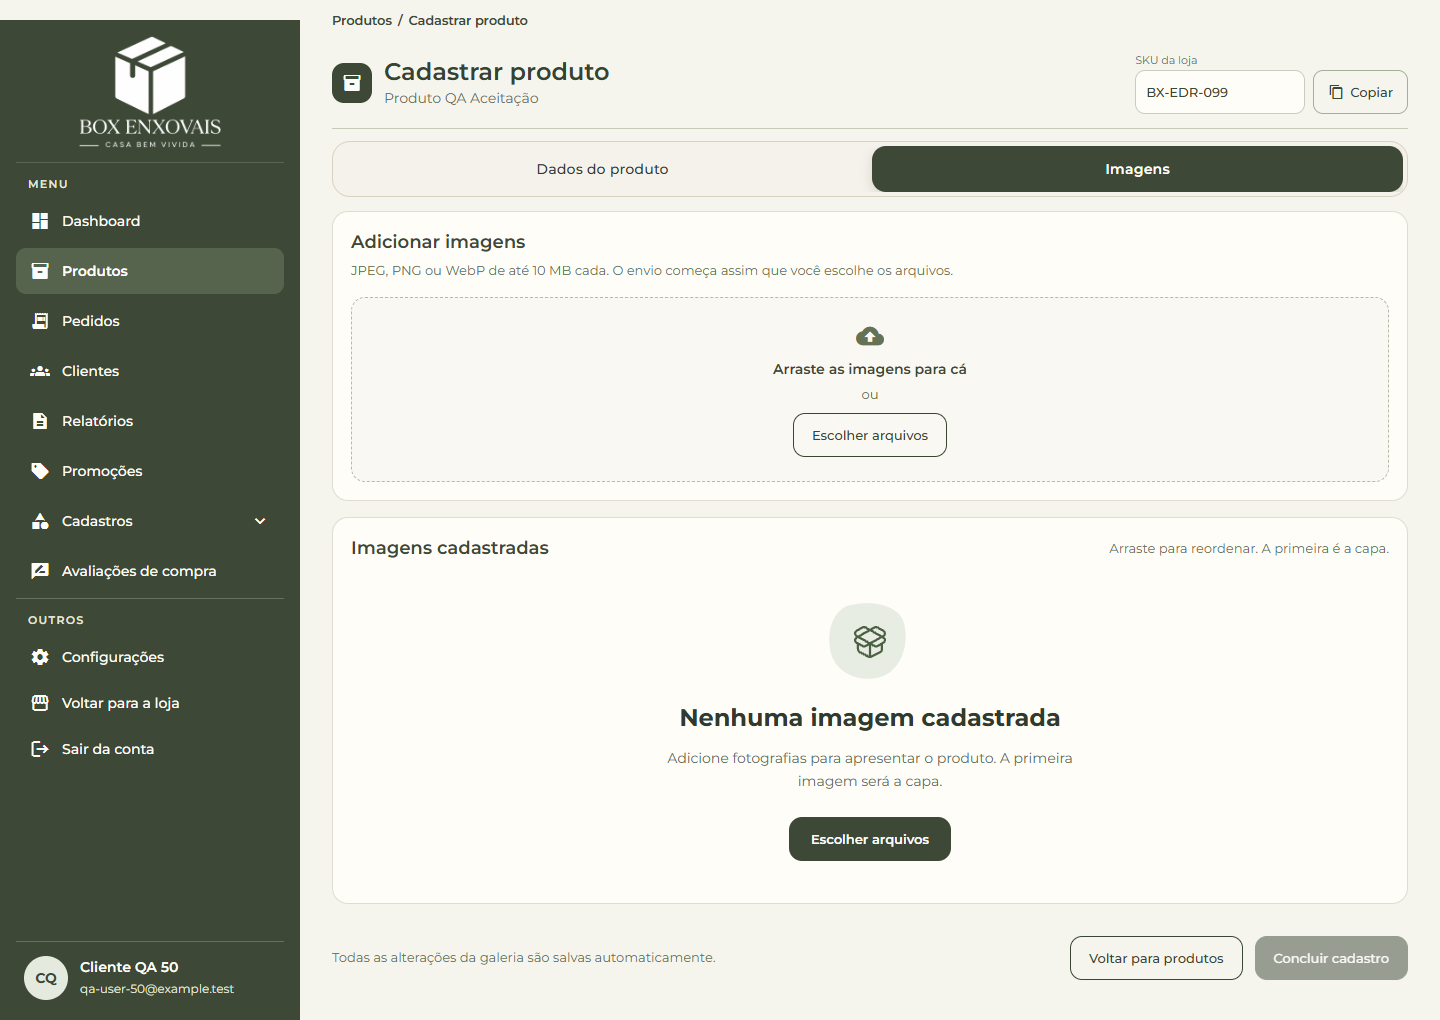 BOX ENXOVAIS
CASA BEM VIVIDA
MENU
Dashboard
Produtos
Pedidos
Clientes
Relatórios
Promoções
Cadastros
Avaliações de compra
OUTROS
Configurações
Voltar para a loja
Sair da conta
CQ
Cliente QA 50
qa-user-50@example.test
Produtos / Cadastrar produto
Cadastrar produto
Produto QA Aceitação
SKU da loja
BX-EDR-099
Copiar
Dados do produto
Imagens
Adicionar imagens
JPEG, PNG ou WebP de até 10 MB cada. O envio começa assim que você escolhe os arquivos.
Arraste as imagens para cá
ou
Escolher arquivos
Imagens cadastradas
Arraste para reordenar. A primeira é a capa.
Nenhuma imagem cadastrada
Adicione fotografias para apresentar o produto. A primeira
imagem será a capa.
Escolher arquivos
Todas as alterações da galeria são salvas automaticamente.
Voltar para produtos
Concluir cadastro